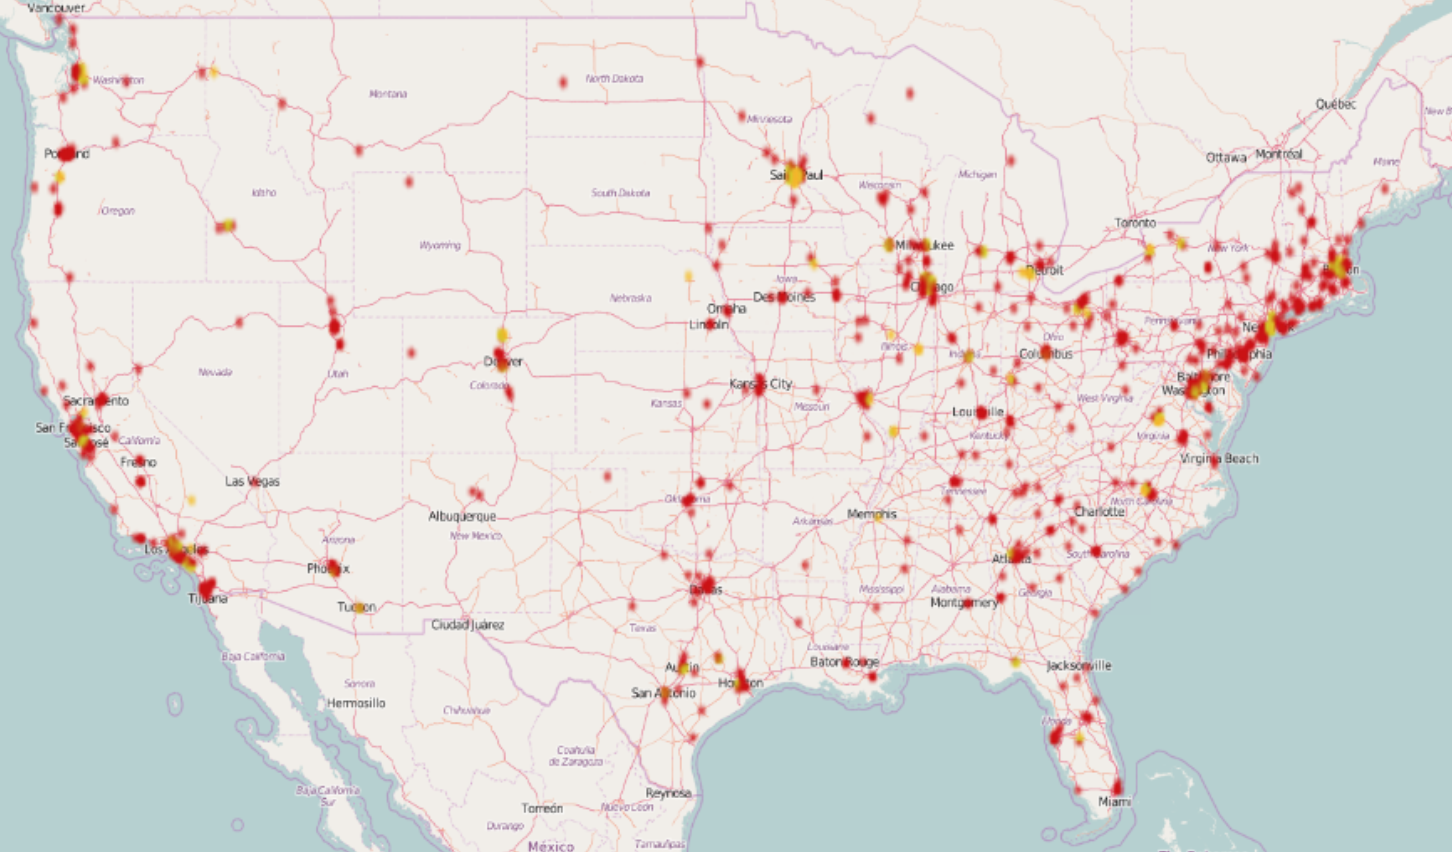 Vancouver
Washington
Montana
North Dakota
Minnesota
Québec
New B
Ottawa
Montréal
Maine
Portland
Saint Paul
Idaho
South Dakota
Wisconsin
Michigan
Oregon
Toronto
Wyoming
Milwaukee
New York
Detroit
Boston
Iowa
Chicago
Nebraska
Des Moines
Omaha
Lincoln
Pennsylvania
New York
Ohio
Illinois
Indiana
Columbus
Philadelphia
Denver
Nevada
Utah
Colorado
Kansas City
Baltimore
Washington
Sacramento
Kansas
Missouri
West Virginia
Louisville
San Francisco
San José
California
Kentucky
Virginia
Fresno
Virginia Beach
Las Vegas
Tennessee
Oklahoma
North Carolina
Albuquerque
Memphis
Charlotte
Arkansas
New Mexico
Arizona
Los Angeles
South Carolina
Atlanta
Phoenix
Tijuana
Dallas
Mississippi
Alabama
Georgia
Montgomery
Tucson
Ciudad Juárez
Texas
Louisiana
Baja California
Austin
Baton Rouge
Jacksonville
Sonora
Houston
San Antonio
Hermosillo
Chihuahua
Florida
Coahuila
de Zaragoza
Baja California
Sur
Reynosa
Miami
Torreón
Nuevo León
Durango
México
Tamaulipas